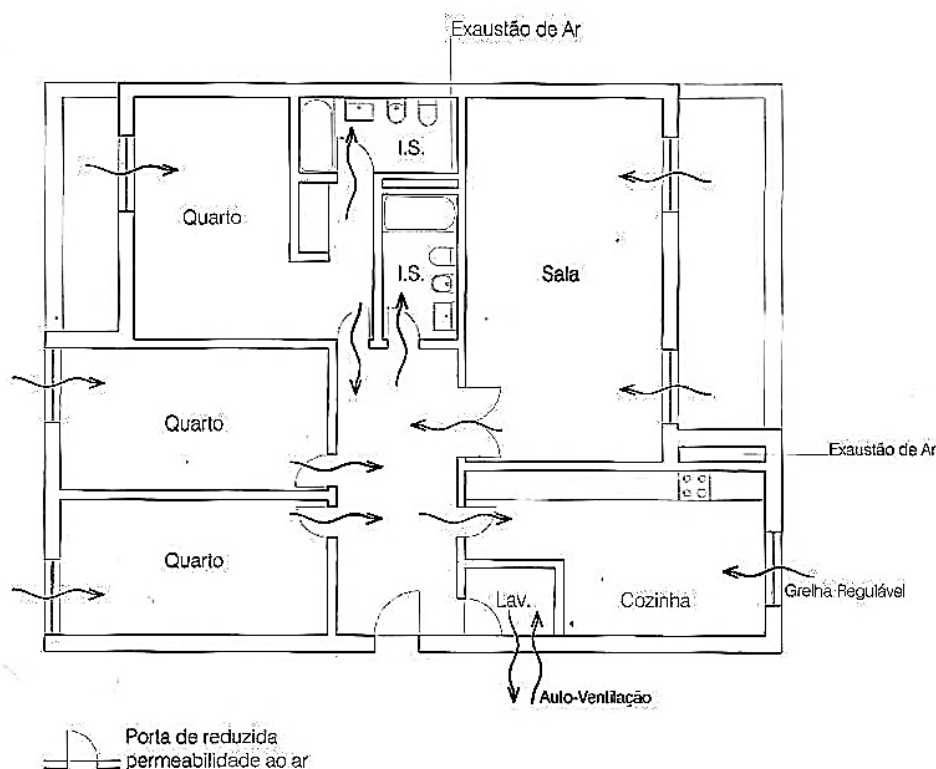 Exaustão de Ar
I.S.
Quarto
I.S.
Sala
Quarto
Exaustão de Ar
Quarto
Lav.
Cozinha
Grelha Regulável
Auto-Ventilação
Porta de reduzida
permeabilidade ao ar